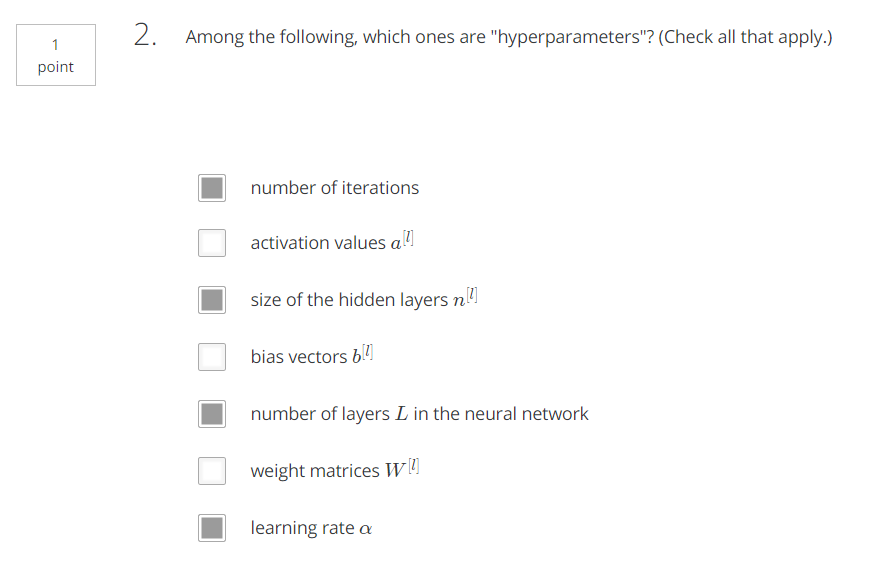 1
point
2. Among the following, which ones are "hyperparameters"? (Check all that apply.)
number of iterations
activation values a^[l]
size of the hidden layers n^[l]
bias vectors b^[l]
number of layers L in the neural network
weight matrices W^[l]
learning rate α